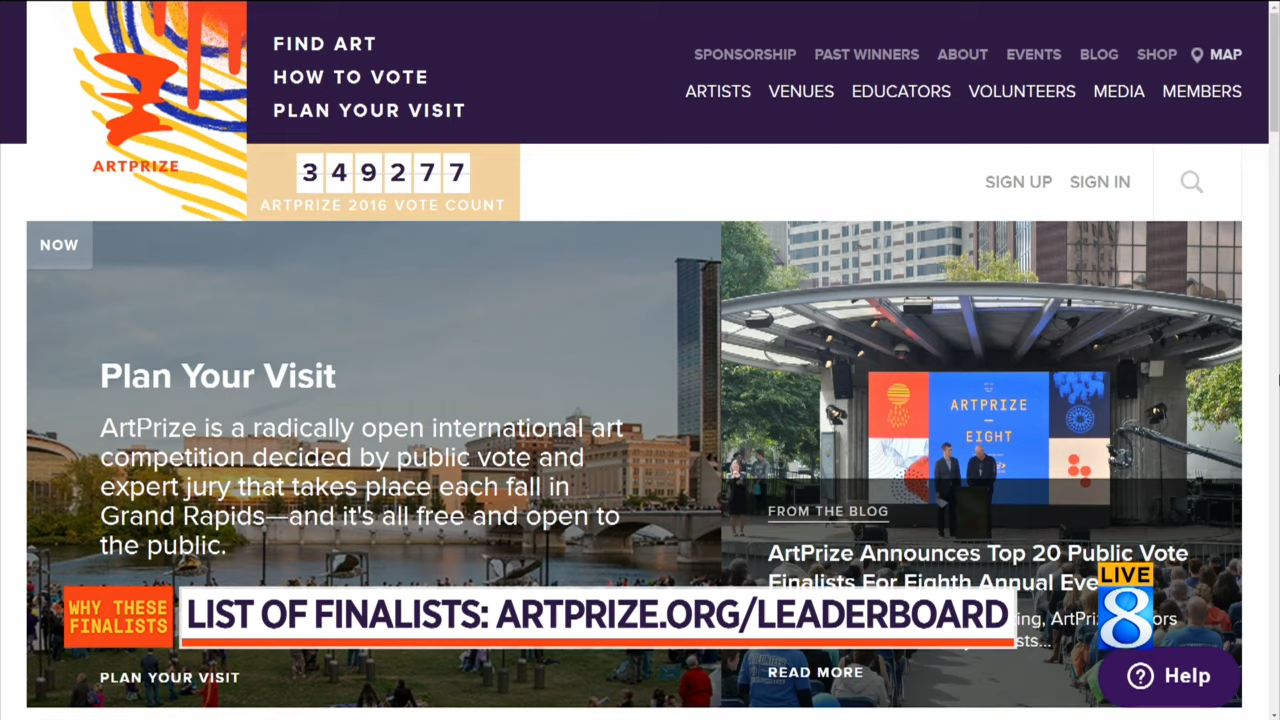 FIND ART
HOW TO VOTE
PLAN YOUR VISIT
SPONSORSHIP PAST WINNERS ABOUT EVENTS BLOG SHOP MAP
ARTISTS VENUES EDUCATORS VOLUNTEERS MEDIA MEMBERS
ARTPRIZE
349277
ARTPRIZE 2016 VOTE COUNT
SIGN UP SIGN IN
NOW
Plan Your Visit
ArtPrize is a radically open international art
competition decided by public vote and
expert jury that takes place each fall in
Grand Rapids—and it's all free and open to
the public.
PLAN YOUR VISIT
ARTPRIZE
EIGHT
FROM THE BLOG
ArtPrize Announces Top 20 Public Vote
Finalists For Eighth Annual Eve
READ MORE
WHY THESE
FINALISTS
LIST OF FINALISTS: ARTPRIZE.ORG/LEADERBOARD
LIVE
8
? Help